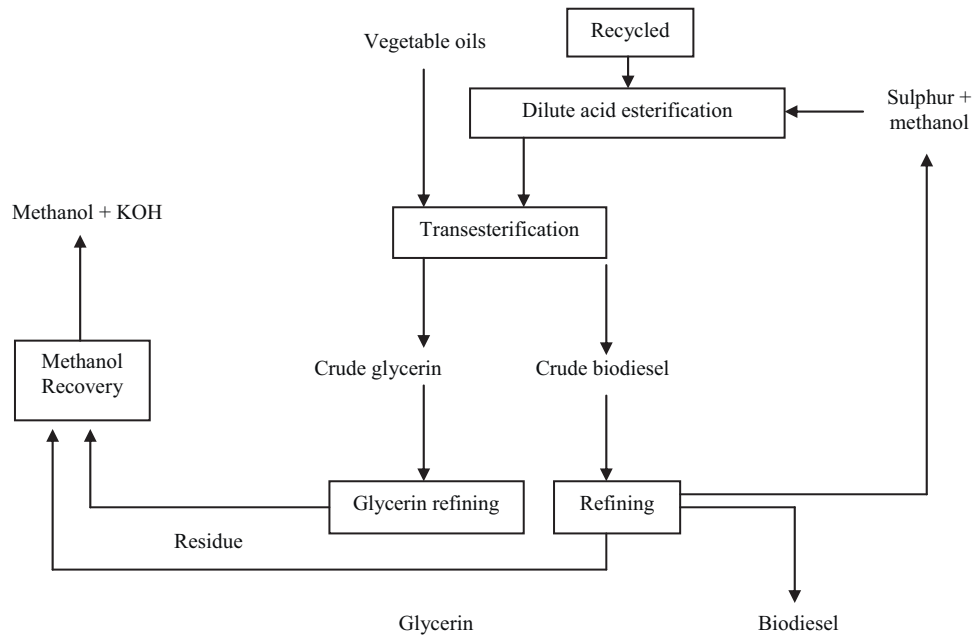 Recycled
Vegetable oils
Dilute acid esterification
Sulphur +
methanol
Methanol + KOH
Transesterification
Methanol
Recovery
Crude glycerin
Crude biodiesel
Glycerin refining
Refining
Residue
Glycerin
Biodiesel